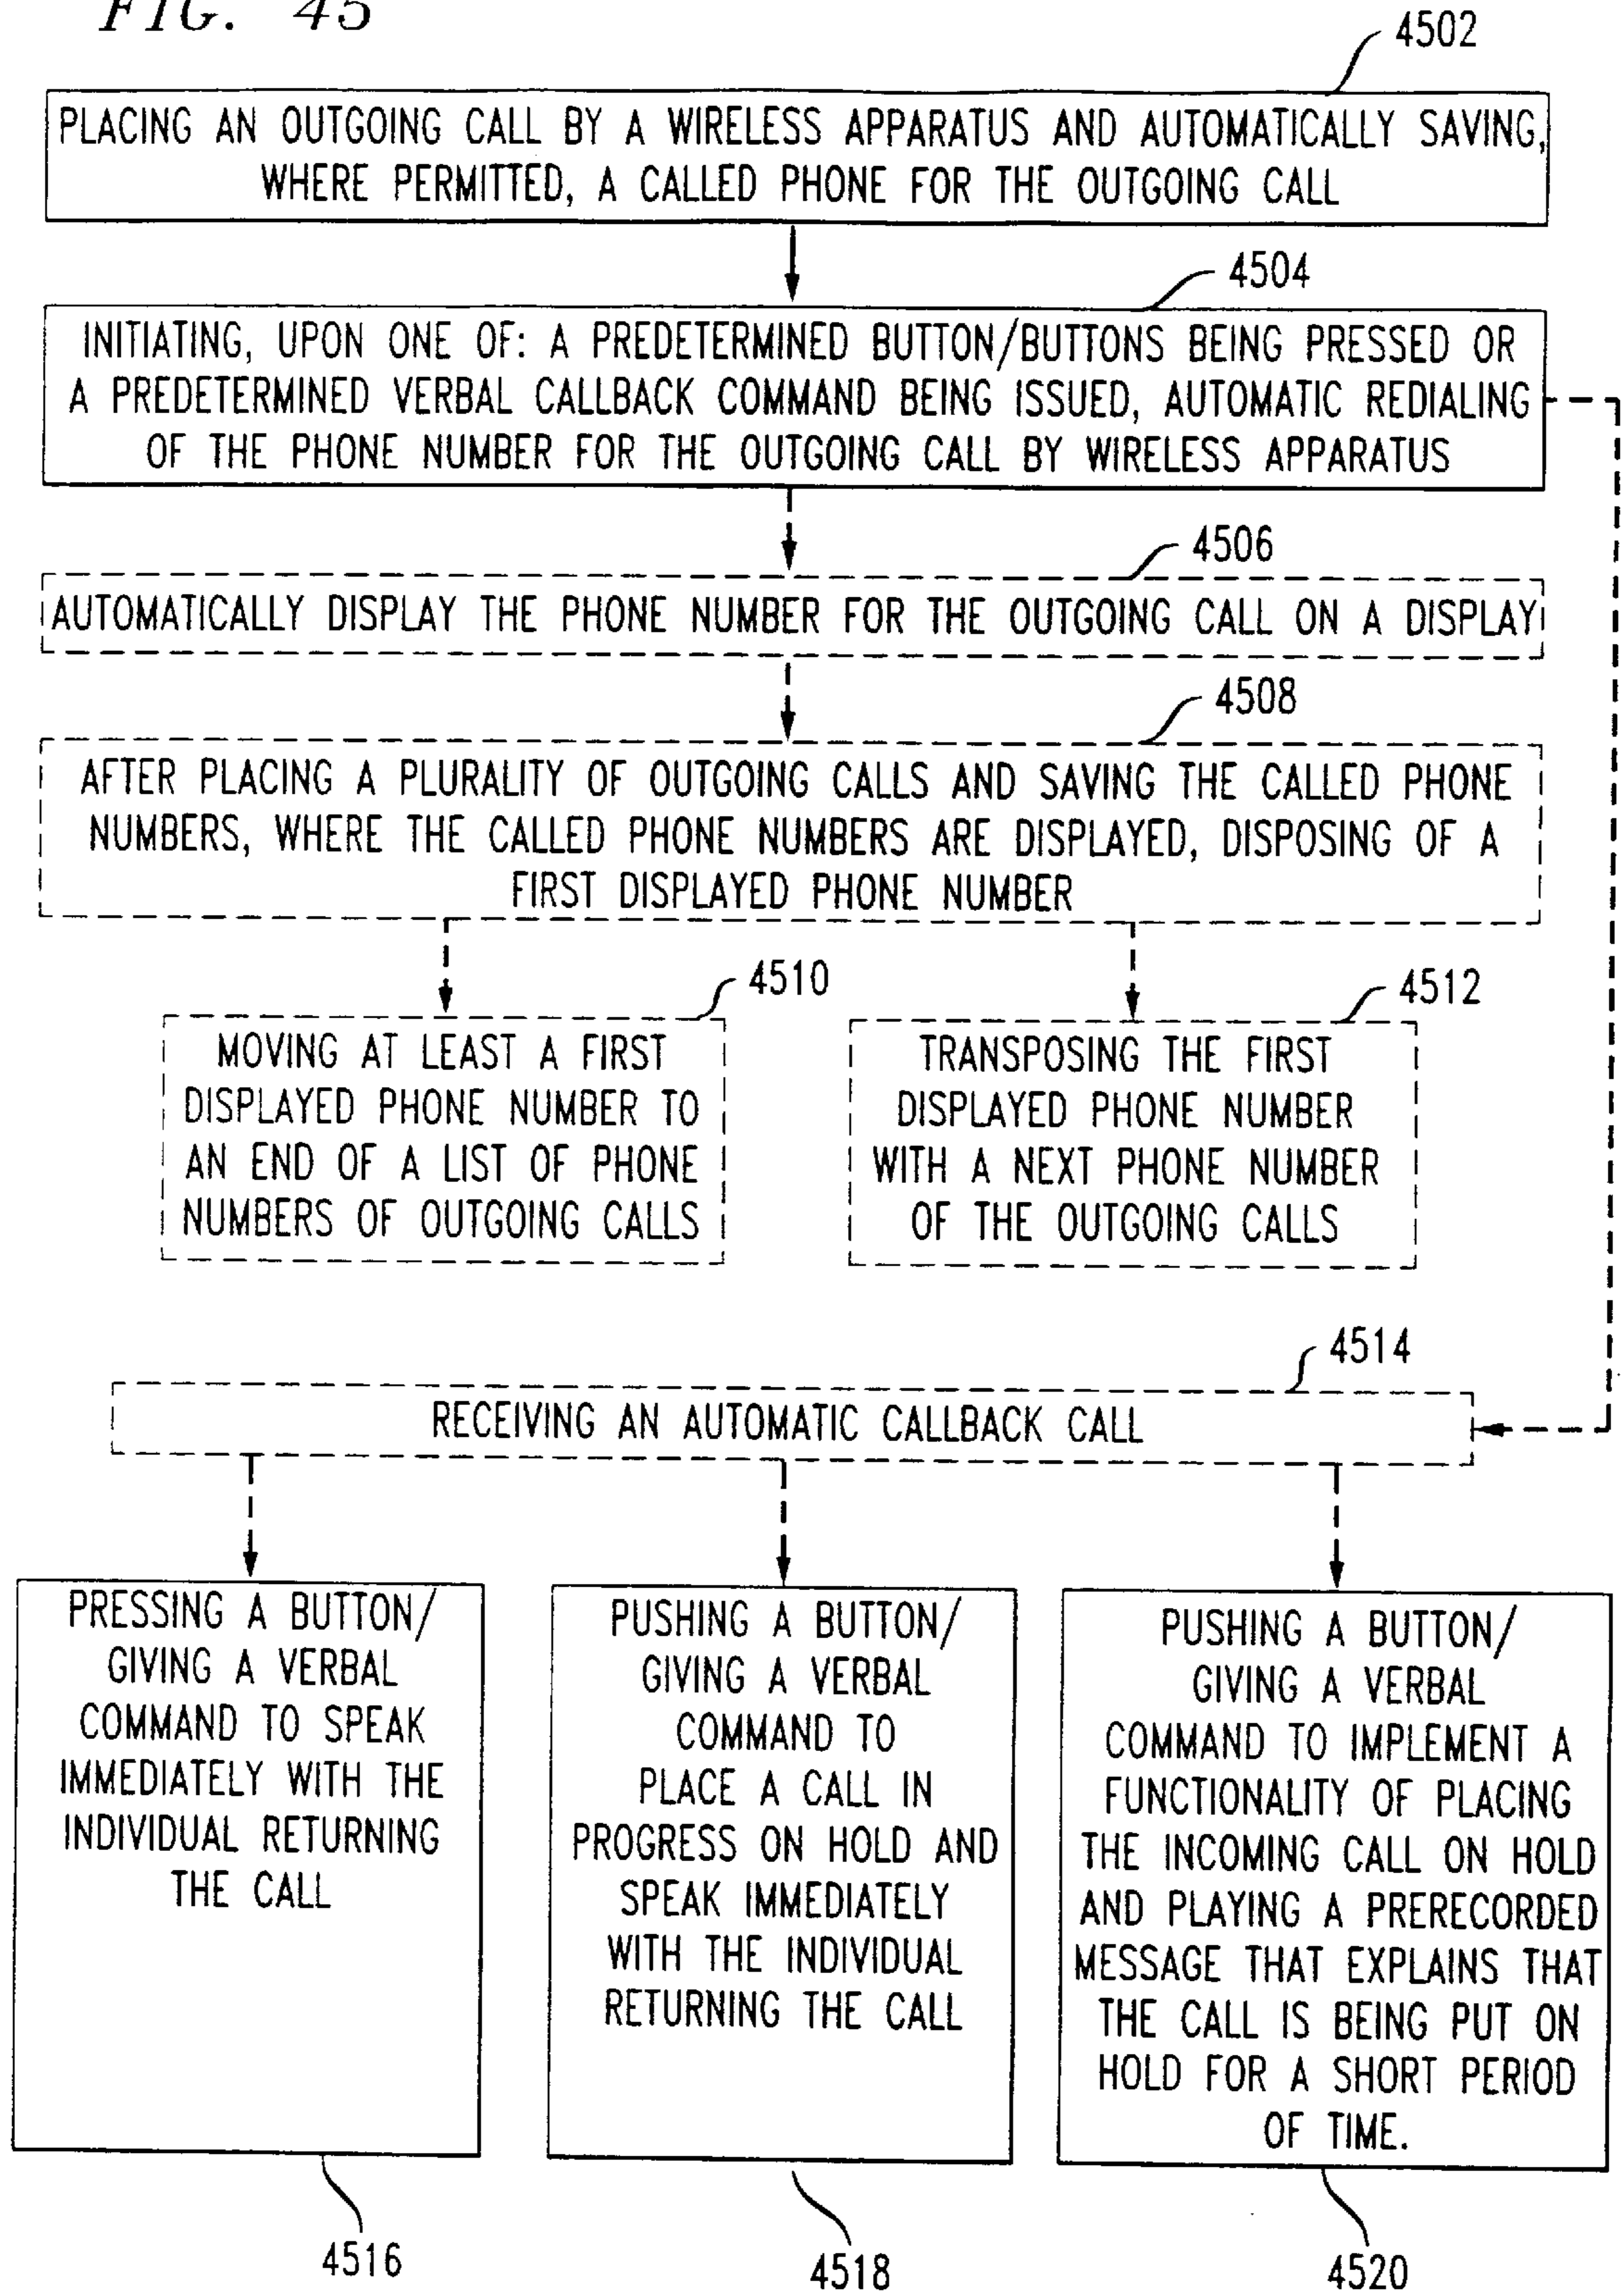 FIG. 45
4502
PLACING AN OUTGOING CALL BY A WIRELESS APPARATUS AND AUTOMATICALLY SAVING,
WHERE PERMITTED, A CALLED PHONE FOR THE OUTGOING CALL
4504
INITIATING, UPON ONE OF: A PREDETERMINED BUTTON/BUTTONS BEING PRESSED OR
A PREDETERMINED VERBAL CALLBACK COMMAND BEING ISSUED, AUTOMATIC REDIALING
OF THE PHONE NUMBER FOR THE OUTGOING CALL BY WIRELESS APPARATUS
4506
AUTOMATICALLY DISPLAY THE PHONE NUMBER FOR THE OUTGOING CALL ON A DISPLAY
4508
AFTER PLACING A PLURALITY OF OUTGOING CALLS AND SAVING THE CALLED PHONE
NUMBERS, WHERE THE CALLED PHONE NUMBERS ARE DISPLAYED, DISPOSING OF A
FIRST DISPLAYED PHONE NUMBER
4510
MOVING AT LEAST A FIRST
DISPLAYED PHONE NUMBER TO
AN END OF A LIST OF PHONE
NUMBERS OF OUTGOING CALLS
4512
TRANSPOSING THE FIRST
DISPLAYED PHONE NUMBER
WITH A NEXT PHONE NUMBER
OF THE OUTGOING CALLS
4514
RECEIVING AN AUTOMATIC CALLBACK CALL
PRESSING A BUTTON/
GIVING A VERBAL
COMMAND TO SPEAK
IMMEDIATELY WITH THE
INDIVIDUAL RETURNING
THE CALL
4516
PUSHING A BUTTON/
GIVING A VERBAL
COMMAND TO
PLACE A CALL IN
PROGRESS ON HOLD AND
SPEAK IMMEDIATELY
WITH THE INDIVIDUAL
RETURNING THE CALL
4518
PUSHING A BUTTON/
GIVING A VERBAL
COMMAND TO IMPLEMENT A
FUNCTIONALITY OF PLACING
THE INCOMING CALL ON HOLD
AND PLAYING A PRERECORDED
MESSAGE THAT EXPLAINS THAT
THE CALL IS BEING PUT ON
HOLD FOR A SHORT PERIOD
OF TIME.
4520